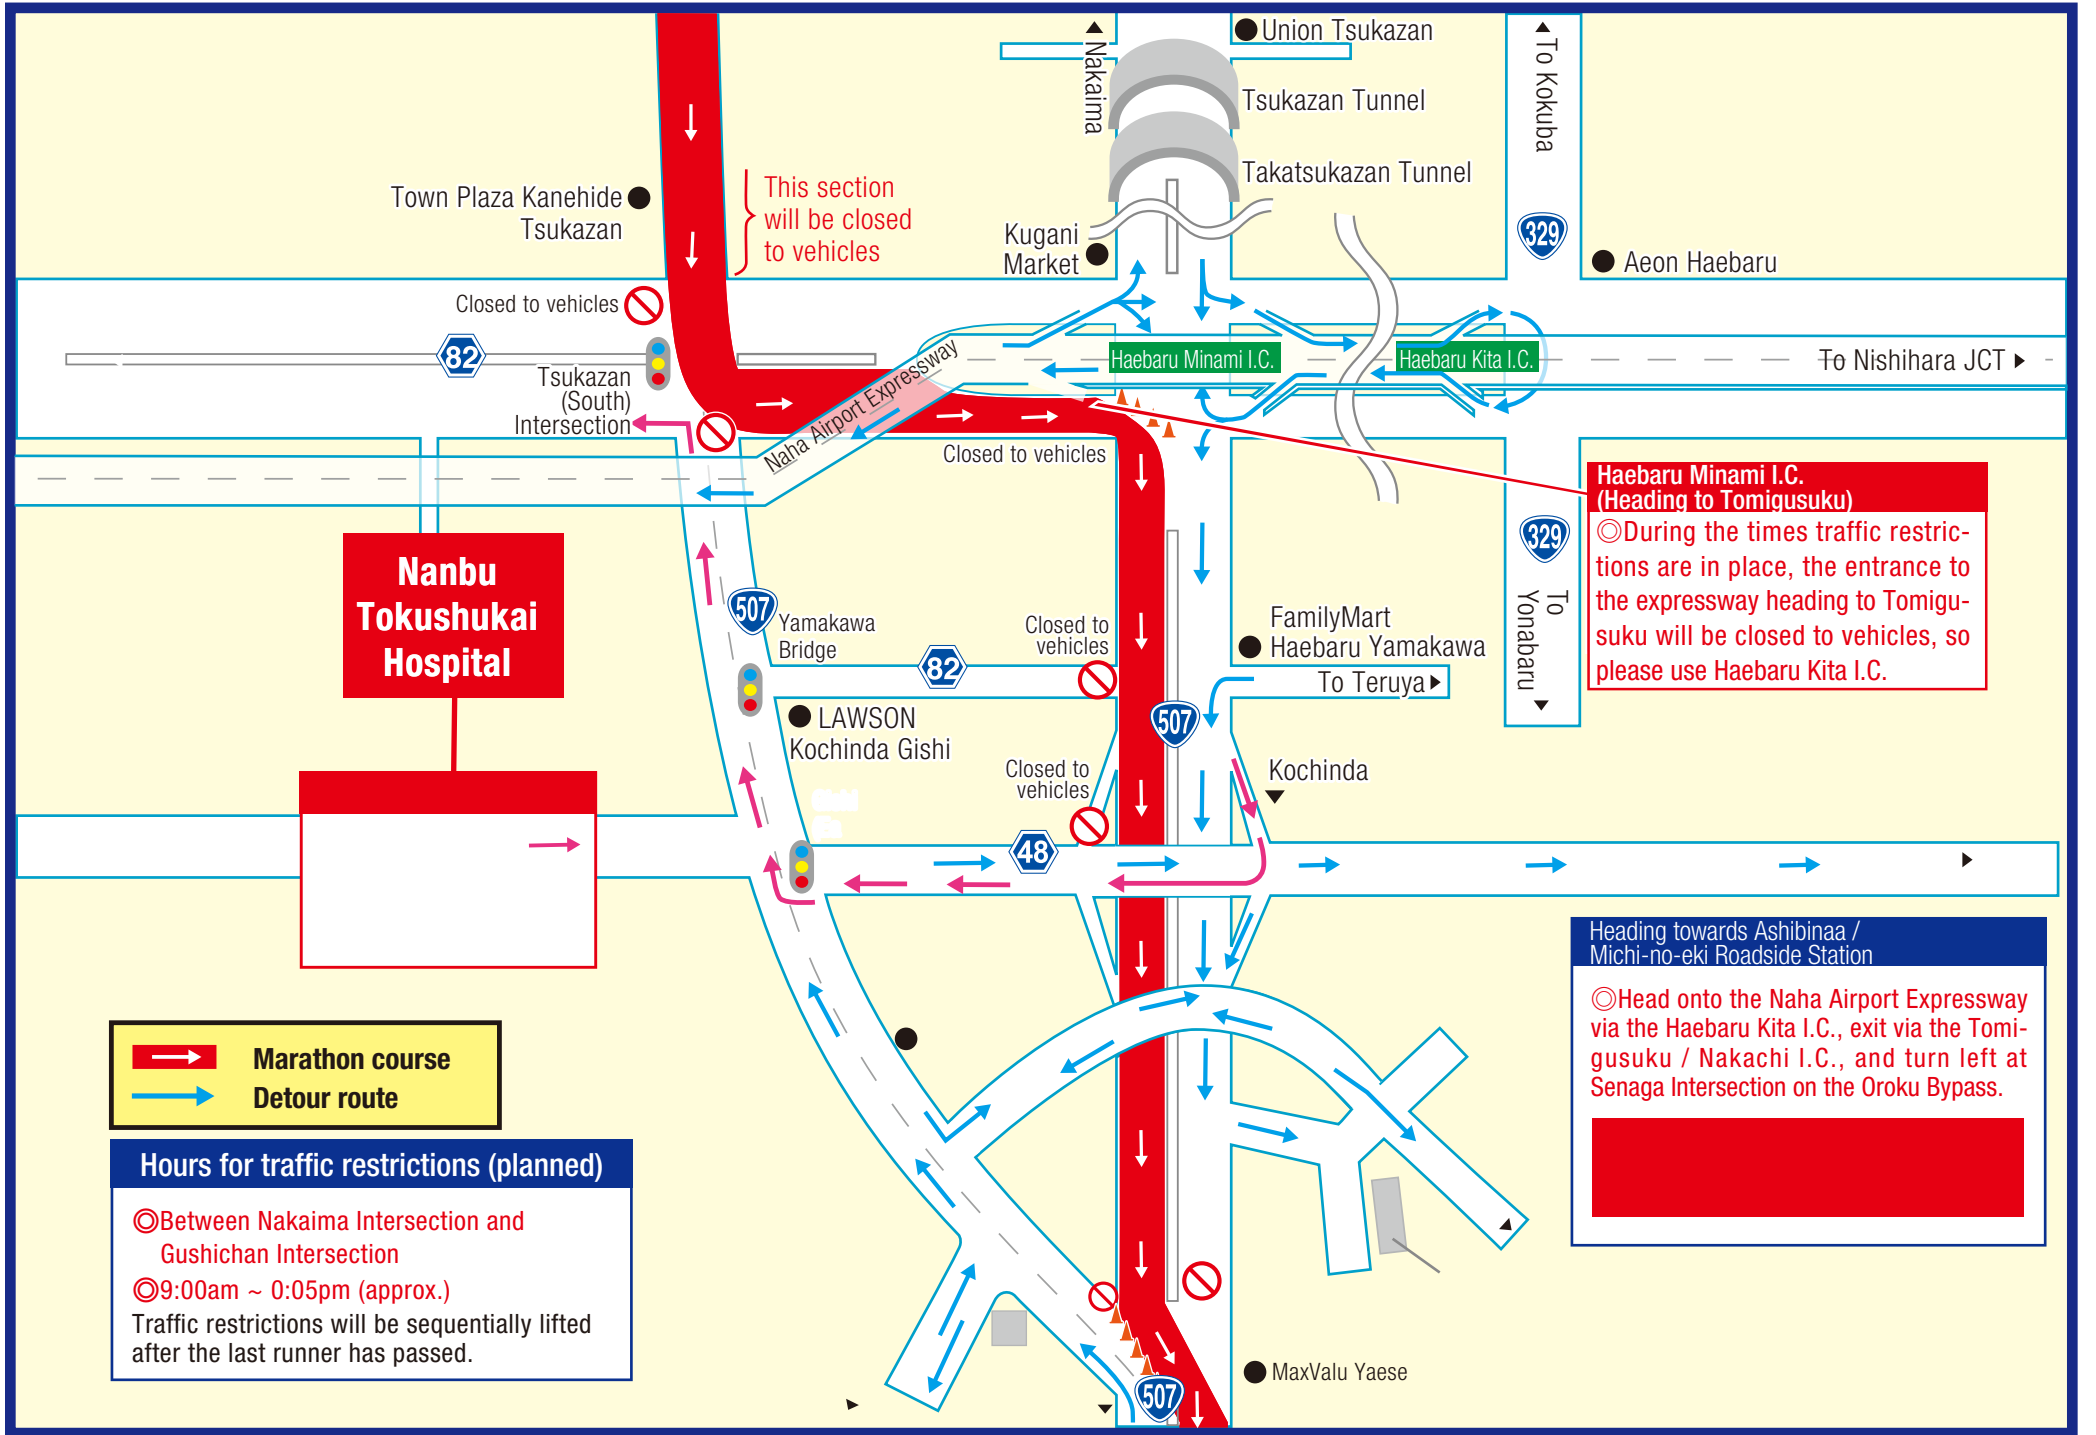 Union Tsukazan
Nakaima
To Kokuba
Tsukazan Tunnel
Takatsukazan Tunnel
Town Plaza Kanehide
Tsukazan
This section
will be closed
to vehicles
Kugani
Market
329
Aeon Haebaru
Closed to vehicles
82
Tsukazan
(South)
Intersection
Naha Airport Expressway
Haebaru Minami I.C.
Haebaru Kita I.C.
To Nishihara JCT
Closed to vehicles
Haebaru Minami I.C.
(Heading to Tomigusuku)
◎During the times traffic restric-
tions are in place, the entrance to
the expressway heading to Tomigu-
suku will be closed to vehicles, so
please use Haebaru Kita I.C.
329
To
Yonabaru
Nanbu
Tokushukai
Hospital
507
Yamakawa
Bridge
Closed to
vehicles
FamilyMart
Haebaru Yamakawa
82
To Teruya
LAWSON
Kochinda Gishi
507
Closed to
vehicles
Kochinda
48
Heading towards Ashibinaa /
Michi-no-eki Roadside Station
◎Head onto the Naha Airport Expressway
via the Haebaru Kita I.C., exit via the Tomi-
gusuku / Nakachi I.C., and turn left at
Senaga Intersection on the Oroku Bypass.
Marathon course
Detour route
Hours for traffic restrictions (planned)
◎Between Nakaima Intersection and
Gushichan Intersection
◎9:00am ~ 0:05pm (approx.)
Traffic restrictions will be sequentially lifted
after the last runner has passed.
MaxValu Yaese
507